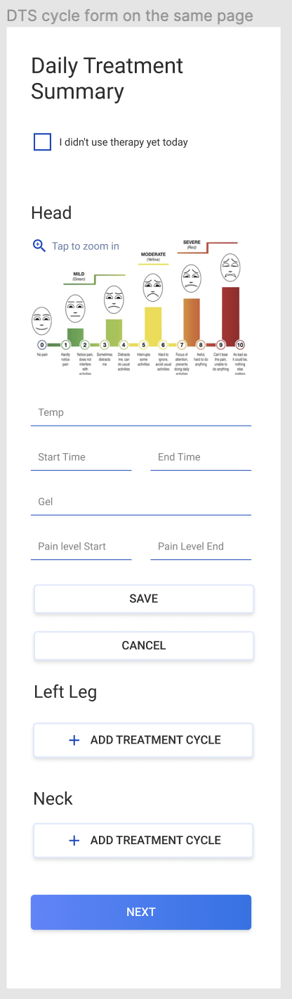 DTS cycle form on the same page
Daily Treatment
Summary
I didn't use therapy yet today
Head
Tap to zoom in
MILD
(Green)
MODERATE
(Yellow)
SEVERE
(Red)
0 1 2 3 4 5 6 7 8 9 10
No pain
Hardly
notice
pain
Notice pain,
does not
interfere
with
activities
Sometimes
distracts
me
Distracts
me, can
do usual
activities
Interrupts
some
activities
Hard to
ignore,
avoid usual
activities
Focus of
attention,
prevents
doing daily
activities
Awful,
hard to do
anything
Can't bear
the pain,
unable to
do anything
As bad as
it could be,
nothing
else
matters
Temp
Start Time End Time
Gel
Pain level Start Pain Level End
SAVE
CANCEL
Left Leg
+ ADD TREATMENT CYCLE
Neck
+ ADD TREATMENT CYCLE
NEXT